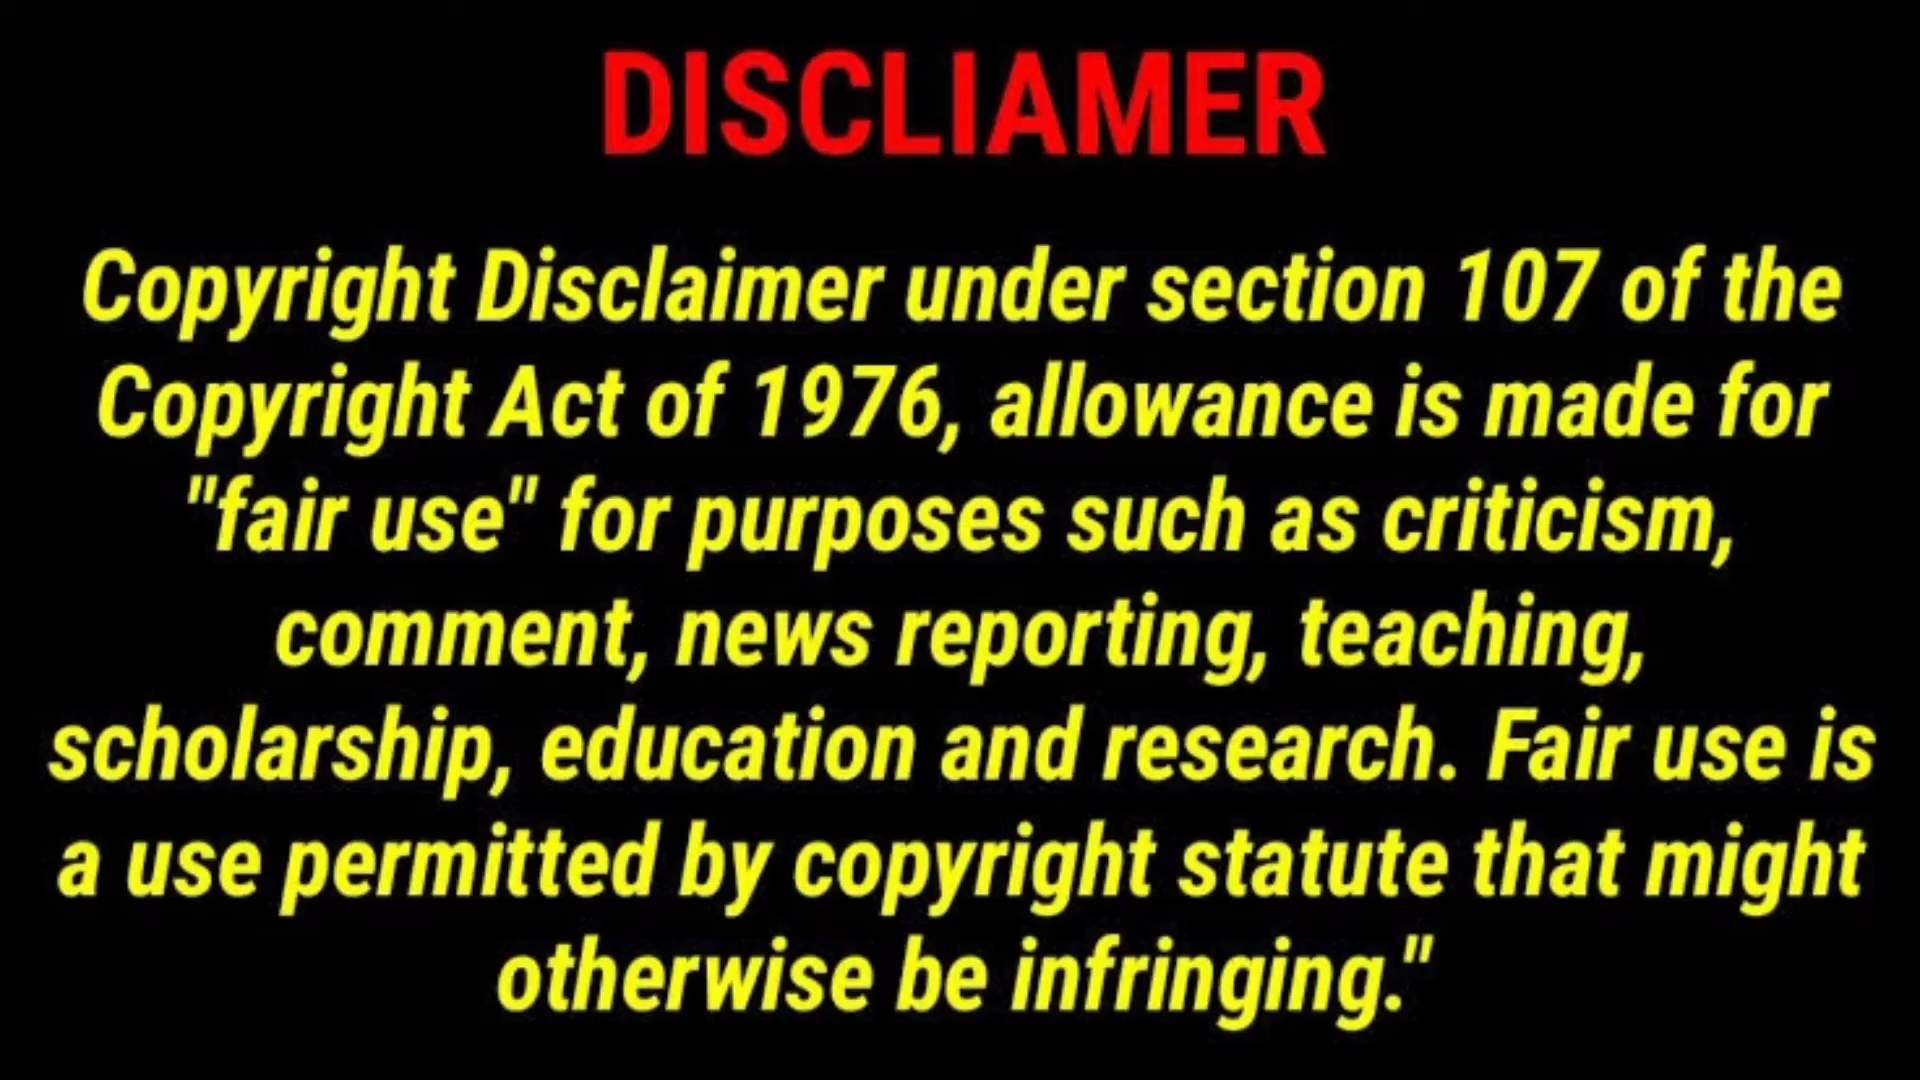 DISCLIAMER
Copyright Disclaimer under section 107 of the
Copyright Act of 1976, allowance is made for
"fair use" for purposes such as criticism,
comment, news reporting, teaching,
scholarship, education and research. Fair use is
a use permitted by copyright statute that might
otherwise be infringing."